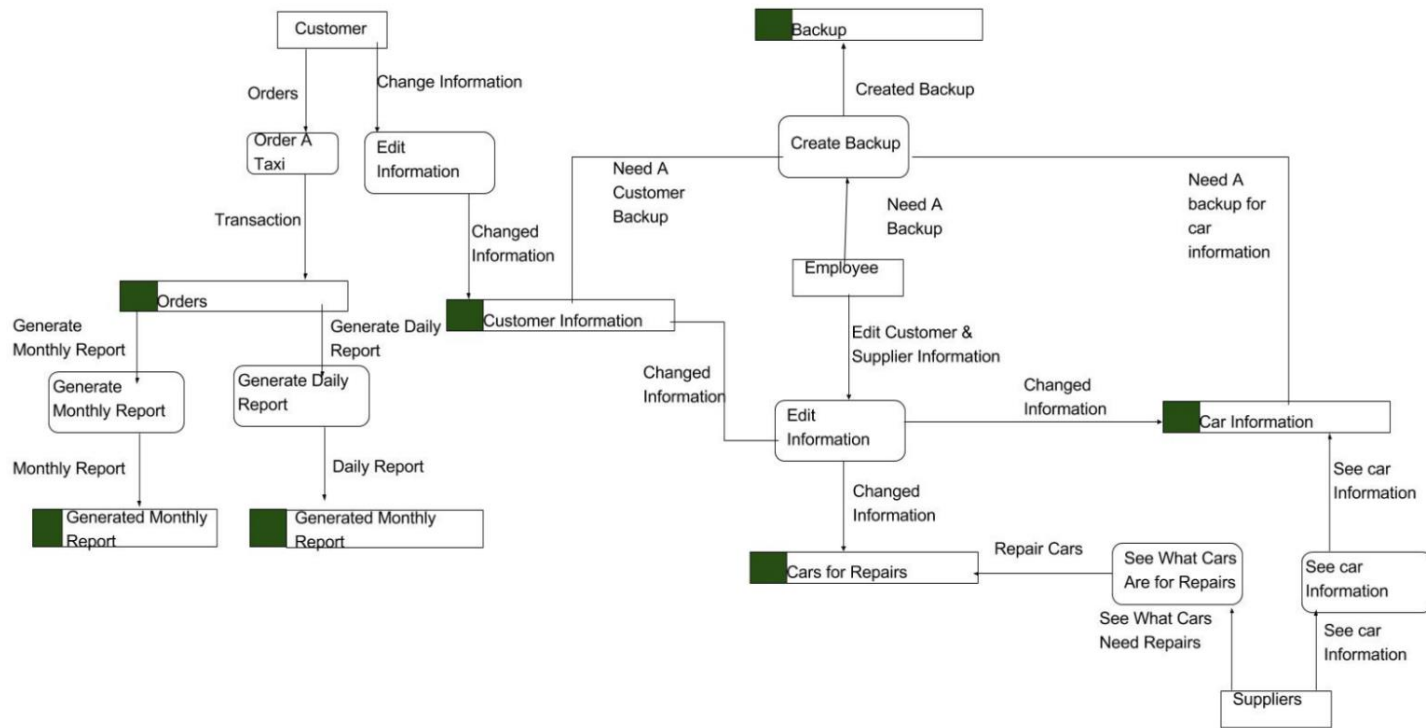 Customer
Backup
Orders
Change Information
Created Backup
Order A
Taxi
Edit
Information
Create Backup
Need A
Customer
Backup
Need A
Backup
Need A
backup for
car
information
Transaction
Changed
Information
Employee
Orders
Customer Information
Generate
Monthly Report
Generate Daily
Report
Edit Customer &
Supplier Information
Generate
Monthly Report
Generate Daily
Report
Changed
Information
Edit
Information
Changed
Information
Car Information
Monthly Report
Daily Report
Changed
Information
See car
Information
Generated Monthly
Report
Generated Monthly
Report
Cars for Repairs
Repair Cars
See What Cars
Are for Repairs
See car
Information
See What Cars
Need Repairs
See car
Information
Suppliers